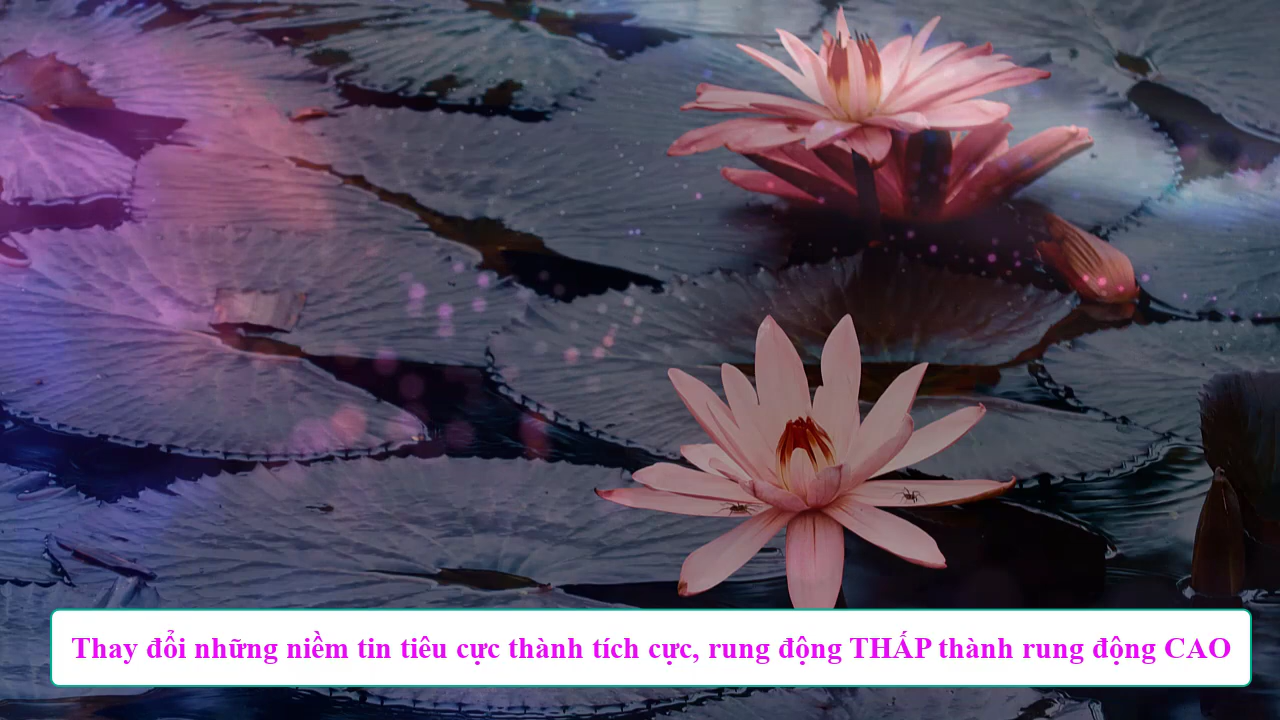 Thay đổi những niềm tin tiêu cực thành tích cực, rung động THẤP thành rung động CAO